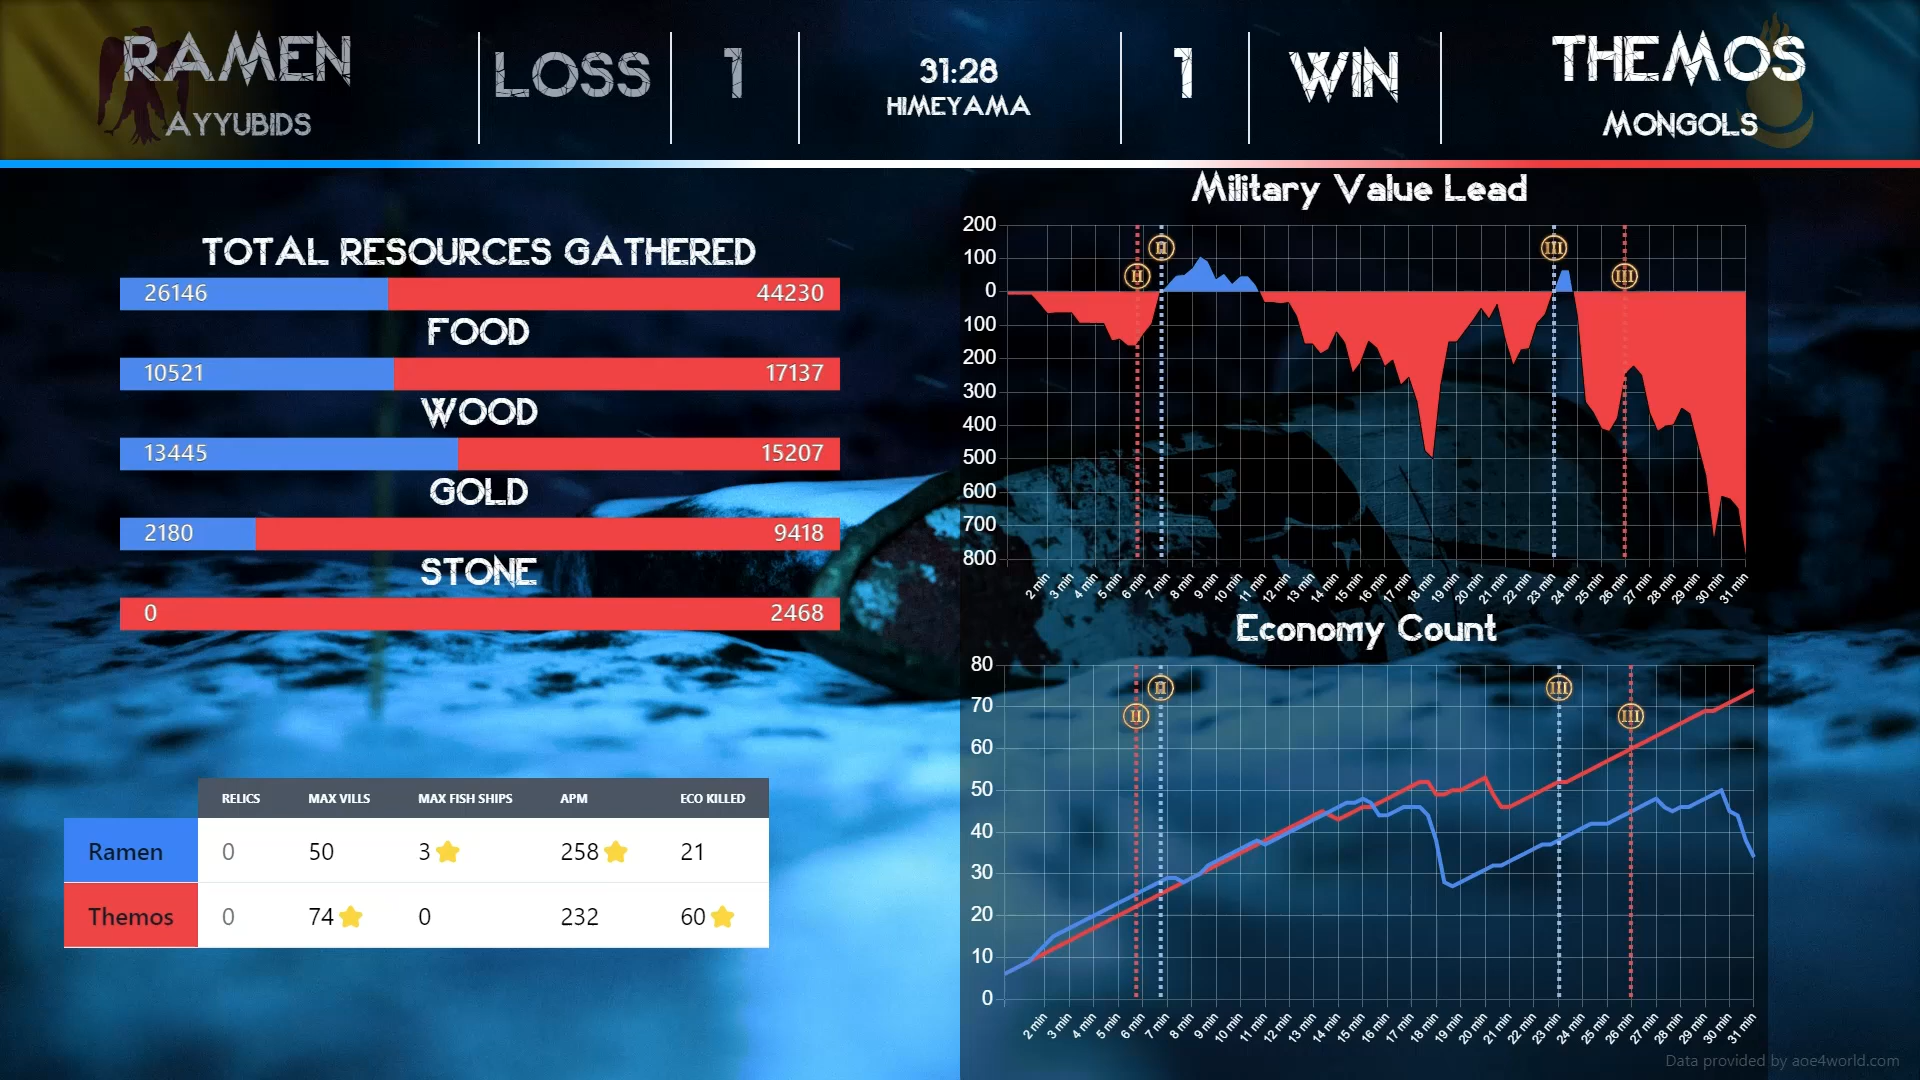 RAMEN
AYYUBIDS
LOSS
1
31:28
HIMEYAMA
1
WIN
THEMOS
MONGOLS
TOTAL RESOURCES GATHERED
26146 44230
FOOD
10521 17137
WOOD
13445 15207
GOLD
2180 9418
STONE
0 2468
RELICS MAX VILLS MAX FISH SHIPS APM ECO KILLED
Ramen 0 50 3 258 21
Themos 0 74 0 232 60
Military Value Lead
200
100
0
100
200
300
400
500
600
700
800
II
II
III
III
2 min 3 min 4 min 5 min 6 min 7 min 8 min 9 min 10 min 11 min 12 min 13 min 14 min 15 min 16 min 17 min 18 min 19 min 20 min 21 min 22 min 23 min 24 min 25 min 26 min 27 min 28 min 29 min 30 min 31 min
Economy Count
80
70
60
50
40
30
20
10
0
II
II
III
III
2 min 3 min 4 min 5 min 6 min 7 min 8 min 9 min 10 min 11 min 12 min 13 min 14 min 15 min 16 min 17 min 18 min 19 min 20 min 21 min 22 min 23 min 24 min 25 min 26 min 27 min 28 min 29 min 30 min 31 min
Data provided by aoe4world.com